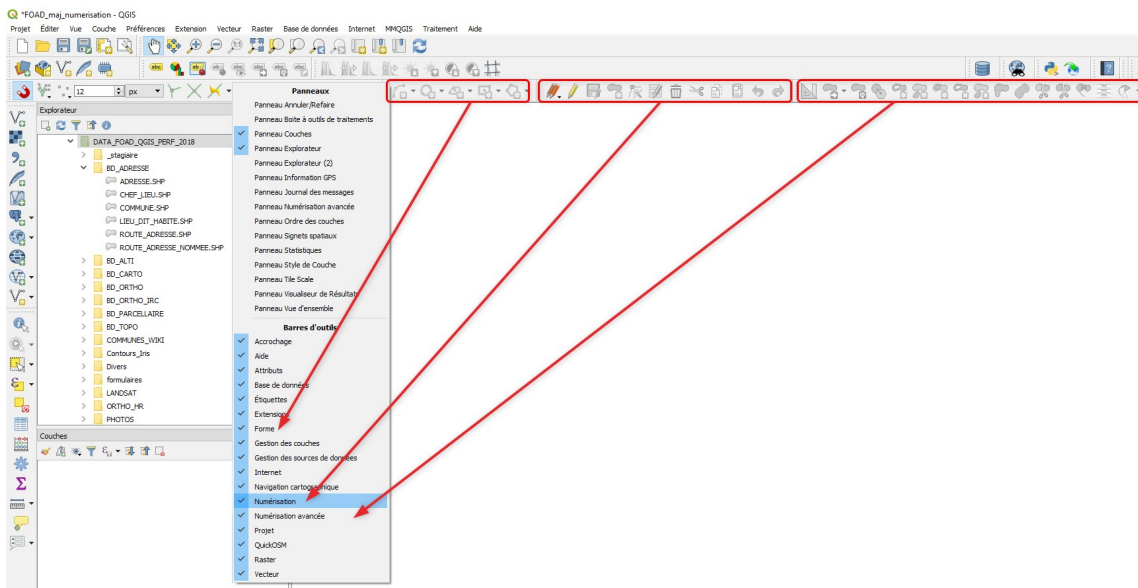 *FOAD_maj_numerisation - QGIS
Projet Éditer Vue Couche Préférences Extension Vecteur Raster Base de données Internet MMQGIS Traitement Aide
12 px
Explorateur
DATA_FOAD_QGIS_PERF_2018
_stagiaire
BD_ADRESSE
ADRESSE.SHP
CHEF_LIEU.SHP
COMMUNE.SHP
LIEU_DIT_HABITE.SHP
ROUTE_ADRESSE.SHP
ROUTE_ADRESSE_NOMMEE.SHP
BD_ALTI
BD_CARTO
BD_ORTHO
BD_ORTHO_IRC
BD_PARCELLAIRE
BD_TOPO
COMMUNES_WIKI
Contours_Iris
Divers
formulaires
LANDSAT
ORTHO_HR
PHOTOS
Couches
Panneaux
Panneau Annuler/Refaire
Panneau Boite à outils de traitements
Panneau Couches
Panneau Explorateur
Panneau Explorateur (2)
Panneau Information GPS
Panneau Journal des messages
Panneau Numérisation avancée
Panneau Ordre des couches
Panneau Signets spatiaux
Panneau Statistiques
Panneau Style de Couche
Panneau Tile Scale
Panneau Visualiseur de Résultats
Panneau Vue d'ensemble
Barres d'outils
Accrochage
Aide
Attributs
Base de données
Étiquettes
Extensions
Forme
Gestion des couches
Gestion des sources de données
Internet
Navigation cartographique
Numérisation
Numérisation avancée
Projet
QuickOSM
Raster
Vecteur